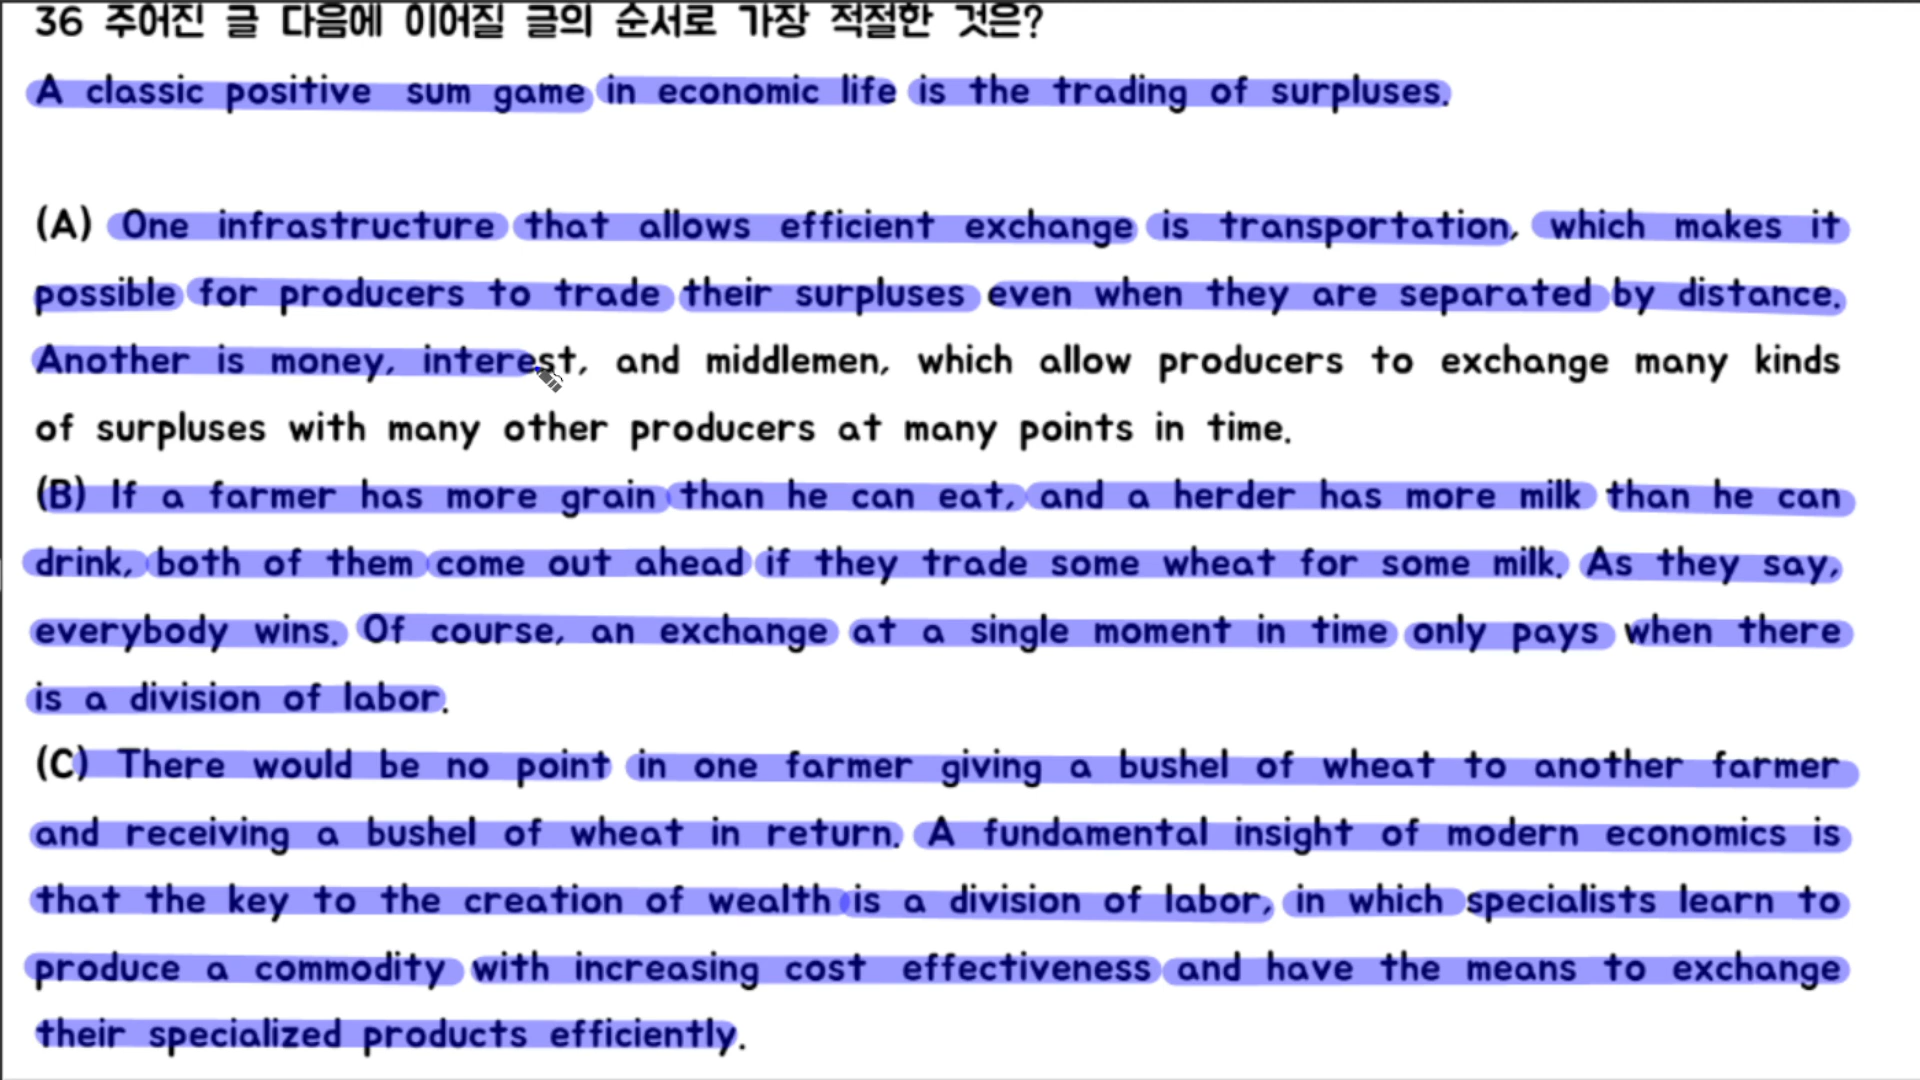 36 주어진 글 다음에 이어질 글의 순서로 가장 적절한 것은?
A classic positive sum game in economic life is the trading of surpluses.
(A) One infrastructure that allows efficient exchange is transportation, which makes it
possible for producers to trade their surpluses even when they are separated by distance.
Another is money, interest, and middlemen, which allow producers to exchange many kinds
of surpluses with many other producers at many points in time.
(B) If a farmer has more grain than he can eat, and a herder has more milk than he can
drink, both of them come out ahead if they trade some wheat for some milk. As they say,
everybody wins. Of course, an exchange at a single moment in time only pays when there
is a division of labor.
(C) There would be no point in one farmer giving a bushel of wheat to another farmer
and receiving a bushel of wheat in return. A fundamental insight of modern economics is
that the key to the creation of wealth is a division of labor, in which specialists learn to
produce a commodity with increasing cost effectiveness and have the means to exchange
their specialized products efficiently.